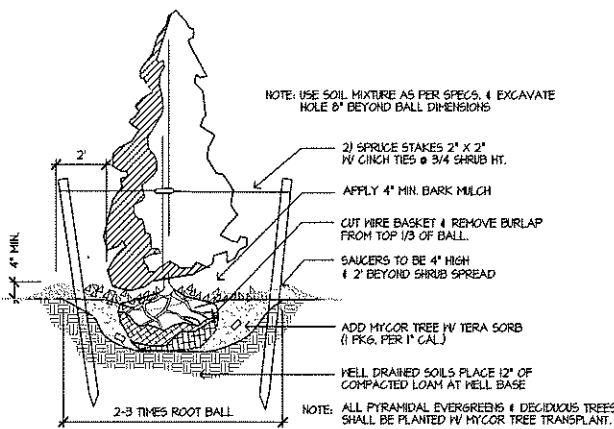 NOTE: USE SOIL MIXTURE AS PER SPECS, & EXCAVATE
HOLE 8" BEYOND BALL DIMENSIONS
2) SPRUCE STAKES 2" X 2"
W/ CINCH TIES @ 3/4 SHRUB HT.
2'
APPLY 4" MIN. BARK MULCH
CUT WIRE BASKET & REMOVE BURLAP
FROM TOP 1/3 OF BALL.
4" MIN.
SAUCERS TO BE 4" HIGH
& 2' BEYOND SHRUB SPREAD
ADD MYCOR TREE W/ TERA SORB
(1 PKG. PER 1" CAL.)
WELL DRAINED SOILS PLACE 12" OF
COMPACTED LOAM AT WELL BASE
2-3 TIMES ROOT BALL
NOTE: ALL PYRAMIDAL EVERGREENS & DECIDUOUS TREES
SHALL BE PLANTED W/ MYCOR TREE TRANSPLANT.